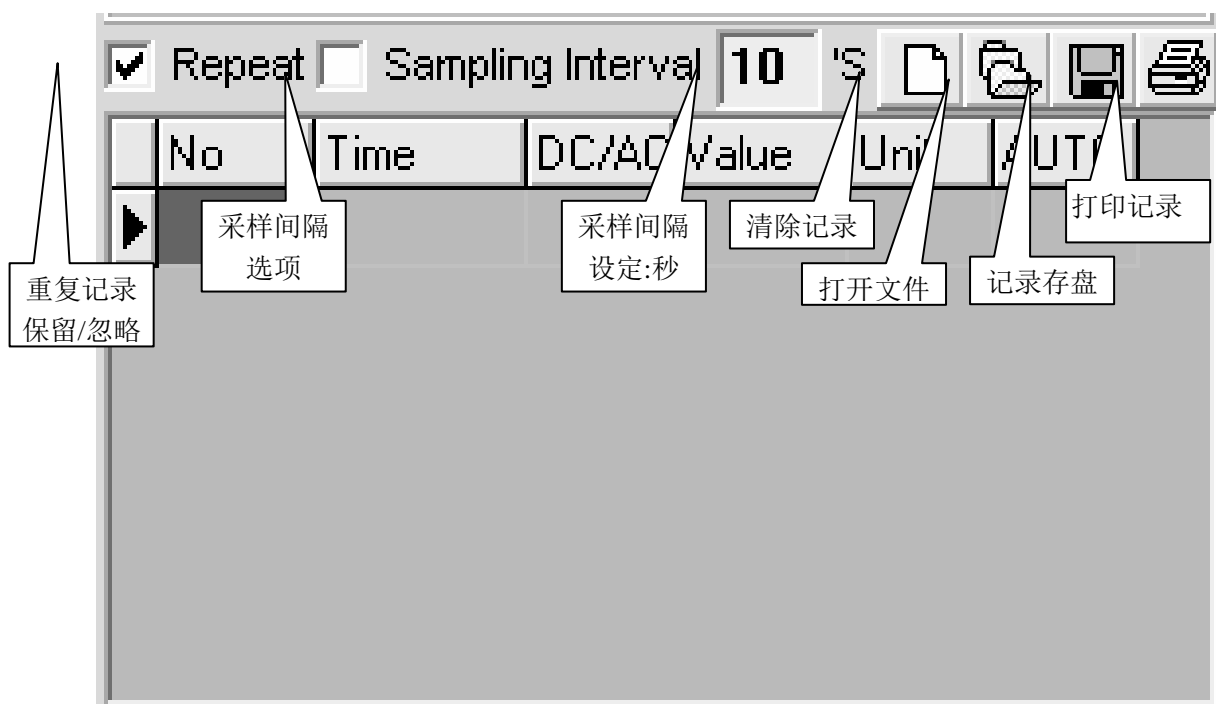 Repeat Sampling Interval 10 'S
No Time DC/AC Value Unit AUTO
采样间隔
选项
采样间隔
设定:秒
清除记录
打开文件
记录存盘
打印记录
重复记录
保留/忽略